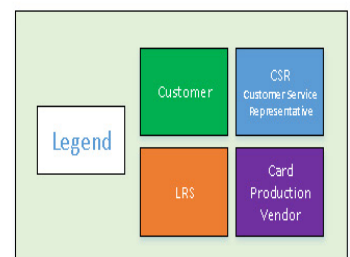 Legend
Customer
CSR
Customer Service
Representative
LRS
Card
Production
Vendor